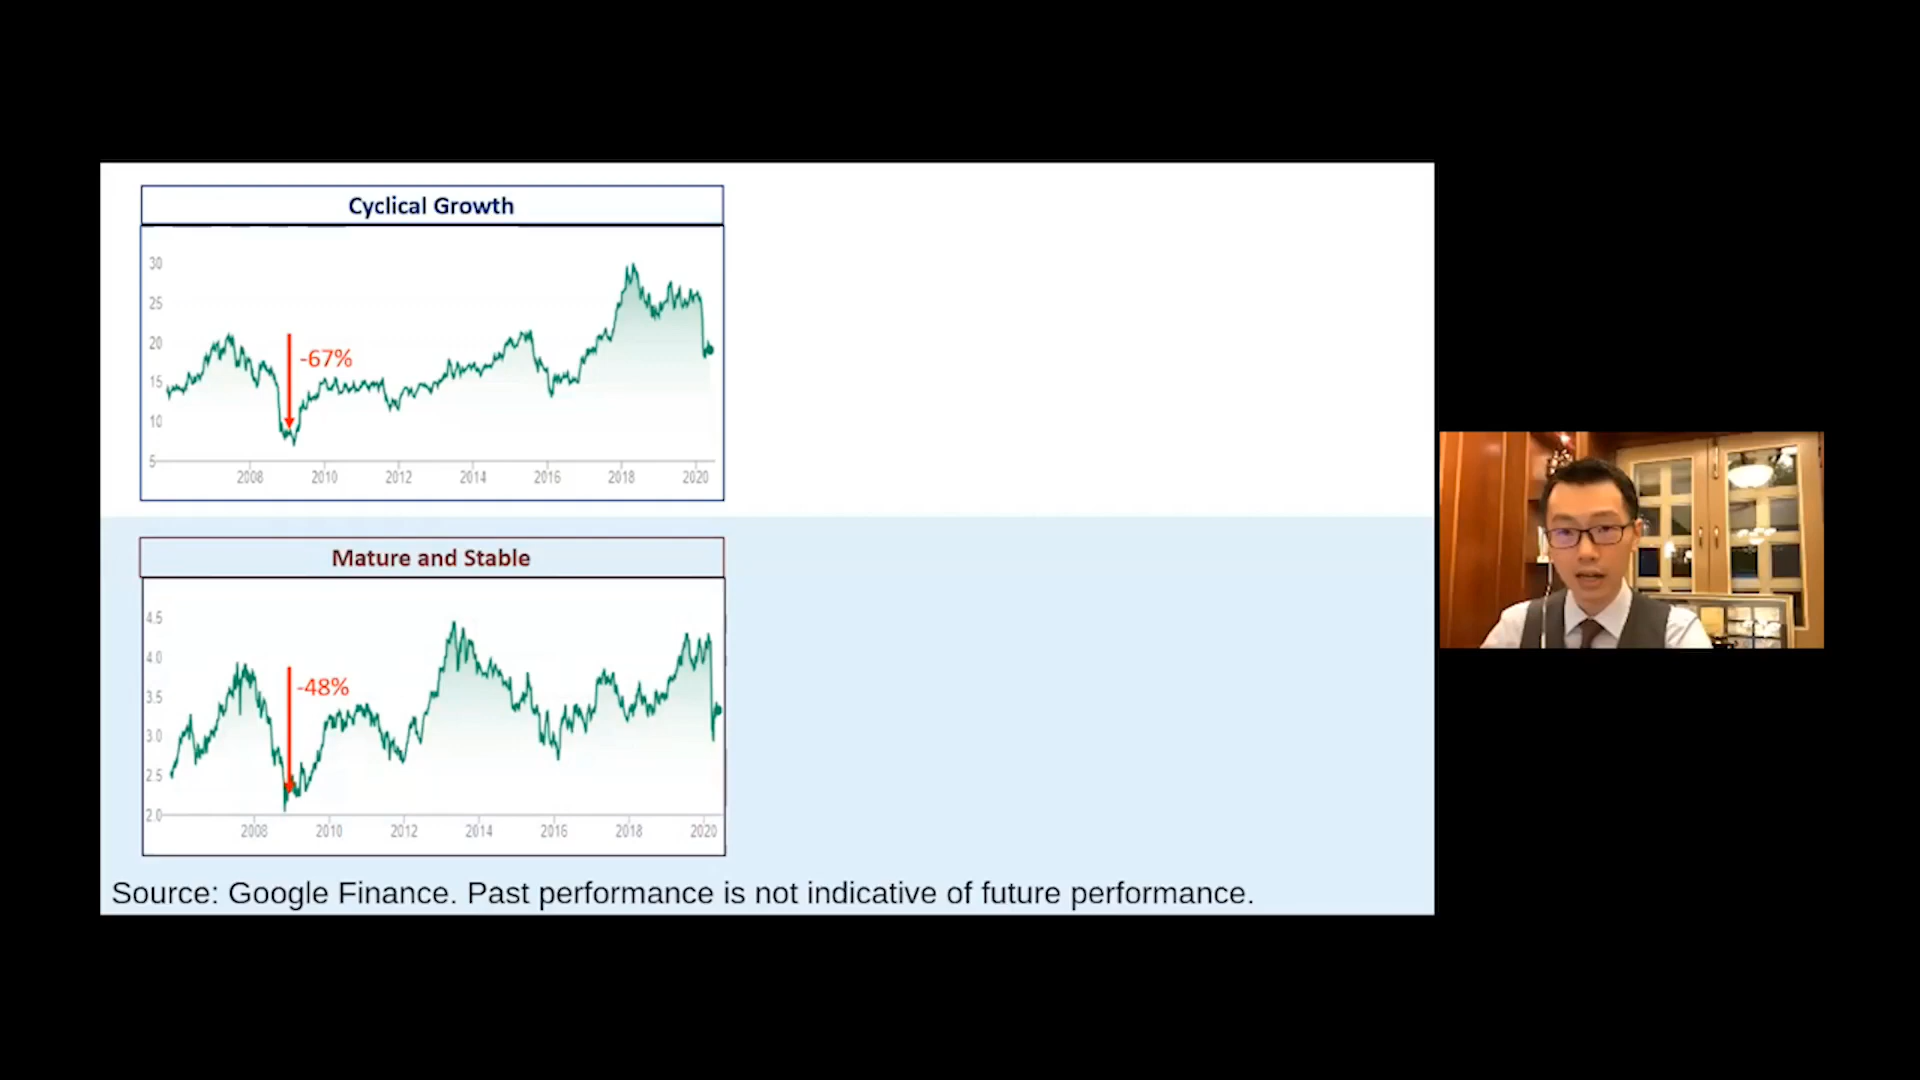 Cyclical Growth
30
25
20
15
10
5
-67%
2008 2010 2012 2014 2016 2018 2020
Mature and Stable
4.5
4.0
3.5
3.0
2.5
2.0
-48%
2008 2010 2012 2014 2016 2018 2020
Source: Google Finance. Past performance is not indicative of future performance.